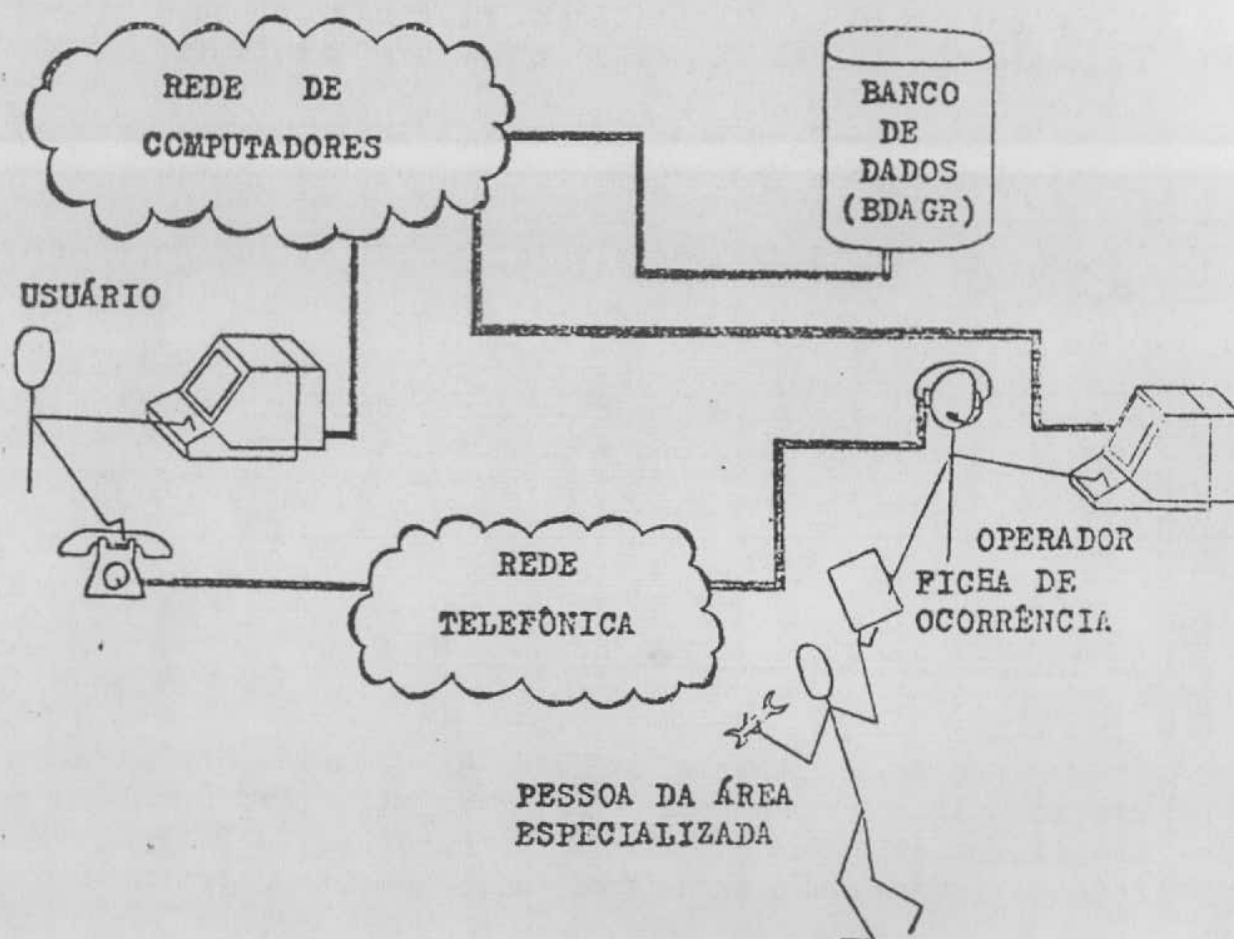 REDE DE
COMPUTADORES
BANCO
DE
DADOS
(BDAGR)
USUÁRIO
REDE
TELEFÔNICA
OPERADOR
FICHA DE
OCORRÊNCIA
PESSOA DA ÁREA
ESPECIALIZADA